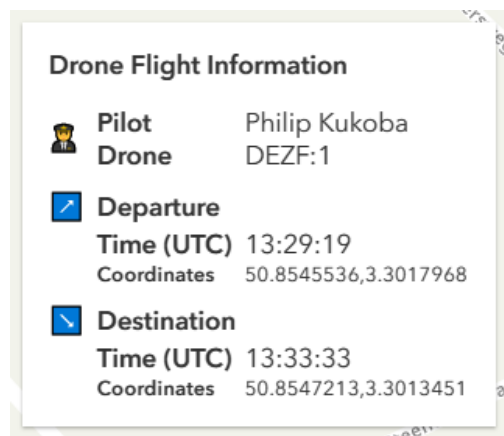 Drone Flight Information
Pilot Philip Kukoba
Drone DEZF:1
Departure
Time (UTC) 13:29:19
Coordinates 50.8545536,3.3017968
Destination
Time (UTC) 13:33:33
Coordinates 50.8547213,3.3013451